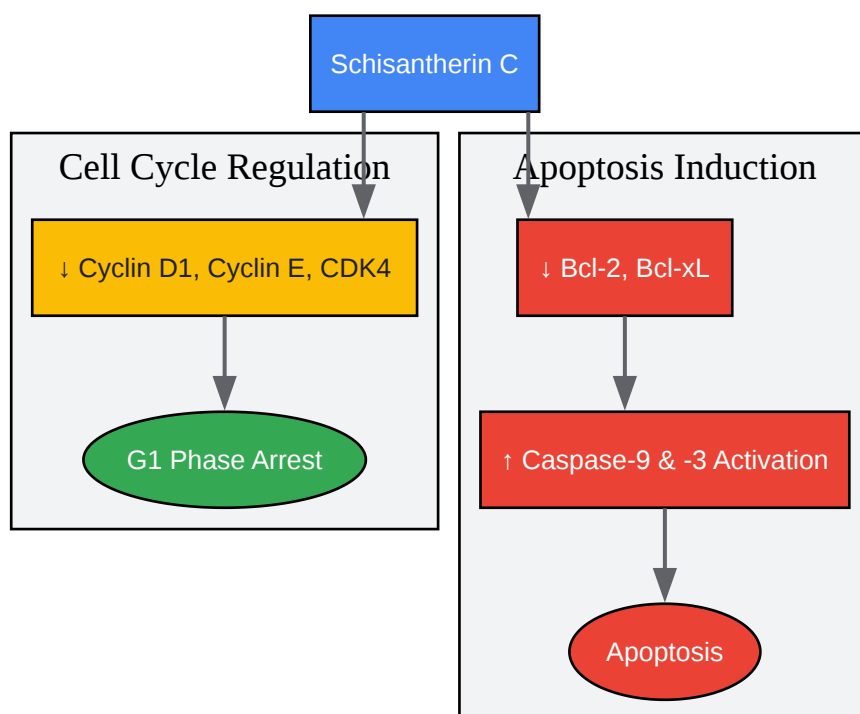 Schisantherin C
Cell Cycle Regulation
↓ Cyclin D1, Cyclin E, CDK4
G1 Phase Arrest
Apoptosis Induction
↓ Bcl-2, Bcl-xL
↑ Caspase-9 & -3 Activation
Apoptosis